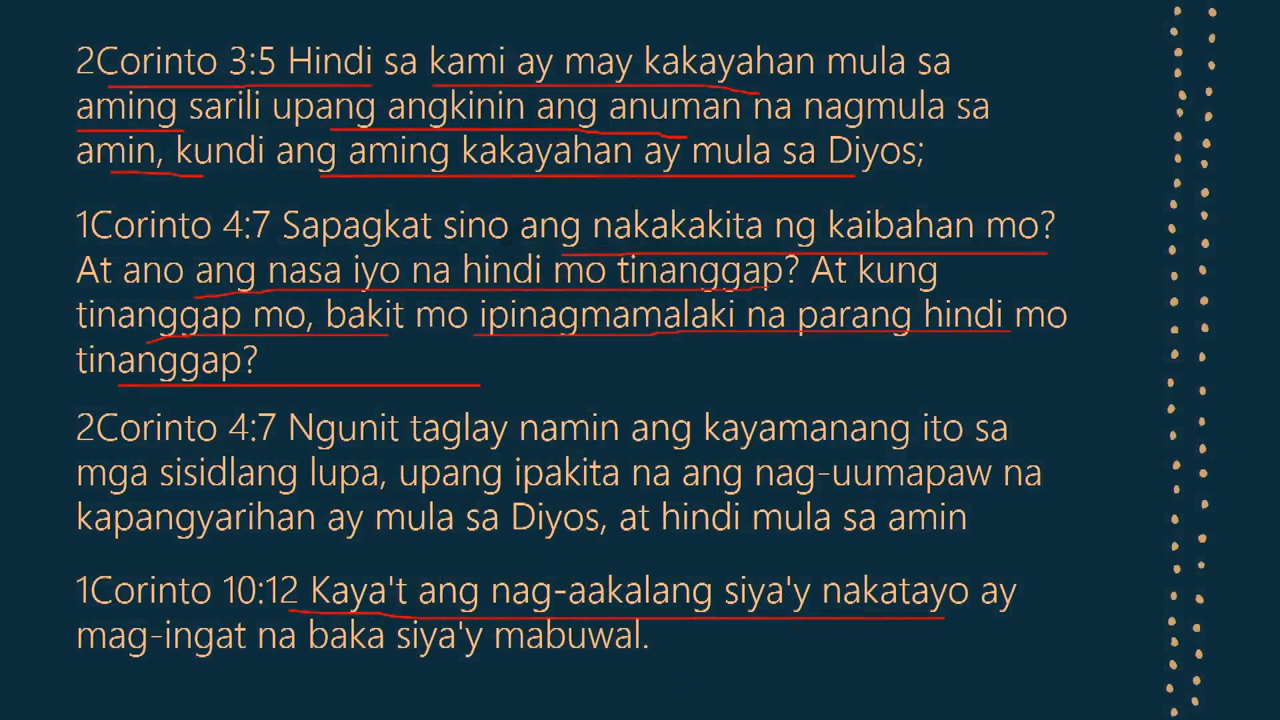 2Corinto 3:5 Hindi sa kami ay may kakayahan mula sa
aming sarili upang angkinin ang anuman na nagmula sa
amin, kundi ang aming kakayahan ay mula sa Diyos;
1Corinto 4:7 Sapagkat sino ang nakakakita ng kaibahan mo?
At ano ang nasa iyo na hindi mo tinanggap? At kung
tinanggap mo, bakit mo ipinagmamalaki na parang hindi mo
tinanggap?
2Corinto 4:7 Ngunit taglay namin ang kayamanang ito sa
mga sisidlang lupa, upang ipakita na ang nag-uumapaw na
kapangyarihan ay mula sa Diyos, at hindi mula sa amin
1Corinto 10:12 Kaya't ang nag-aakalang siya'y nakatayo ay
mag-ingat na baka siya'y mabuwal.